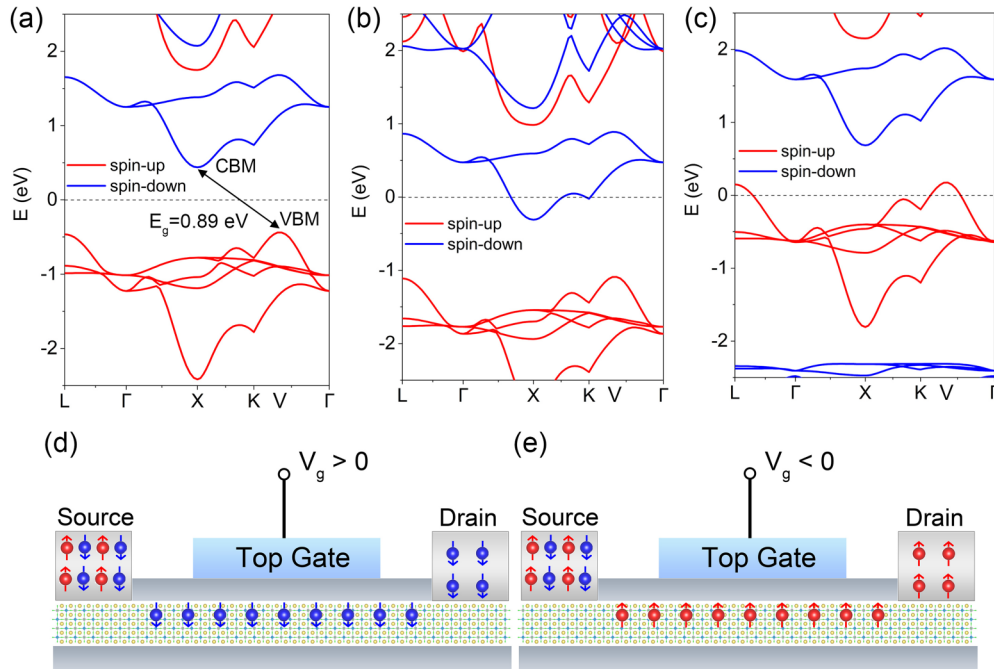 (a)
2
1
0
-1
-2
E (eV)
spin-up
spin-down
CBM
E_g=0.89 eV
VBM
L Γ X K V Γ
(b)
2
1
0
-1
-2
E (eV)
spin-up
spin-down
L Γ X K V Γ
(c)
2
1
0
-1
-2
E (eV)
spin-up
spin-down
L Γ X K V Γ
(d)
V_g > 0
Source
Top Gate
Drain
(e)
V_g < 0
Source
Top Gate
Drain